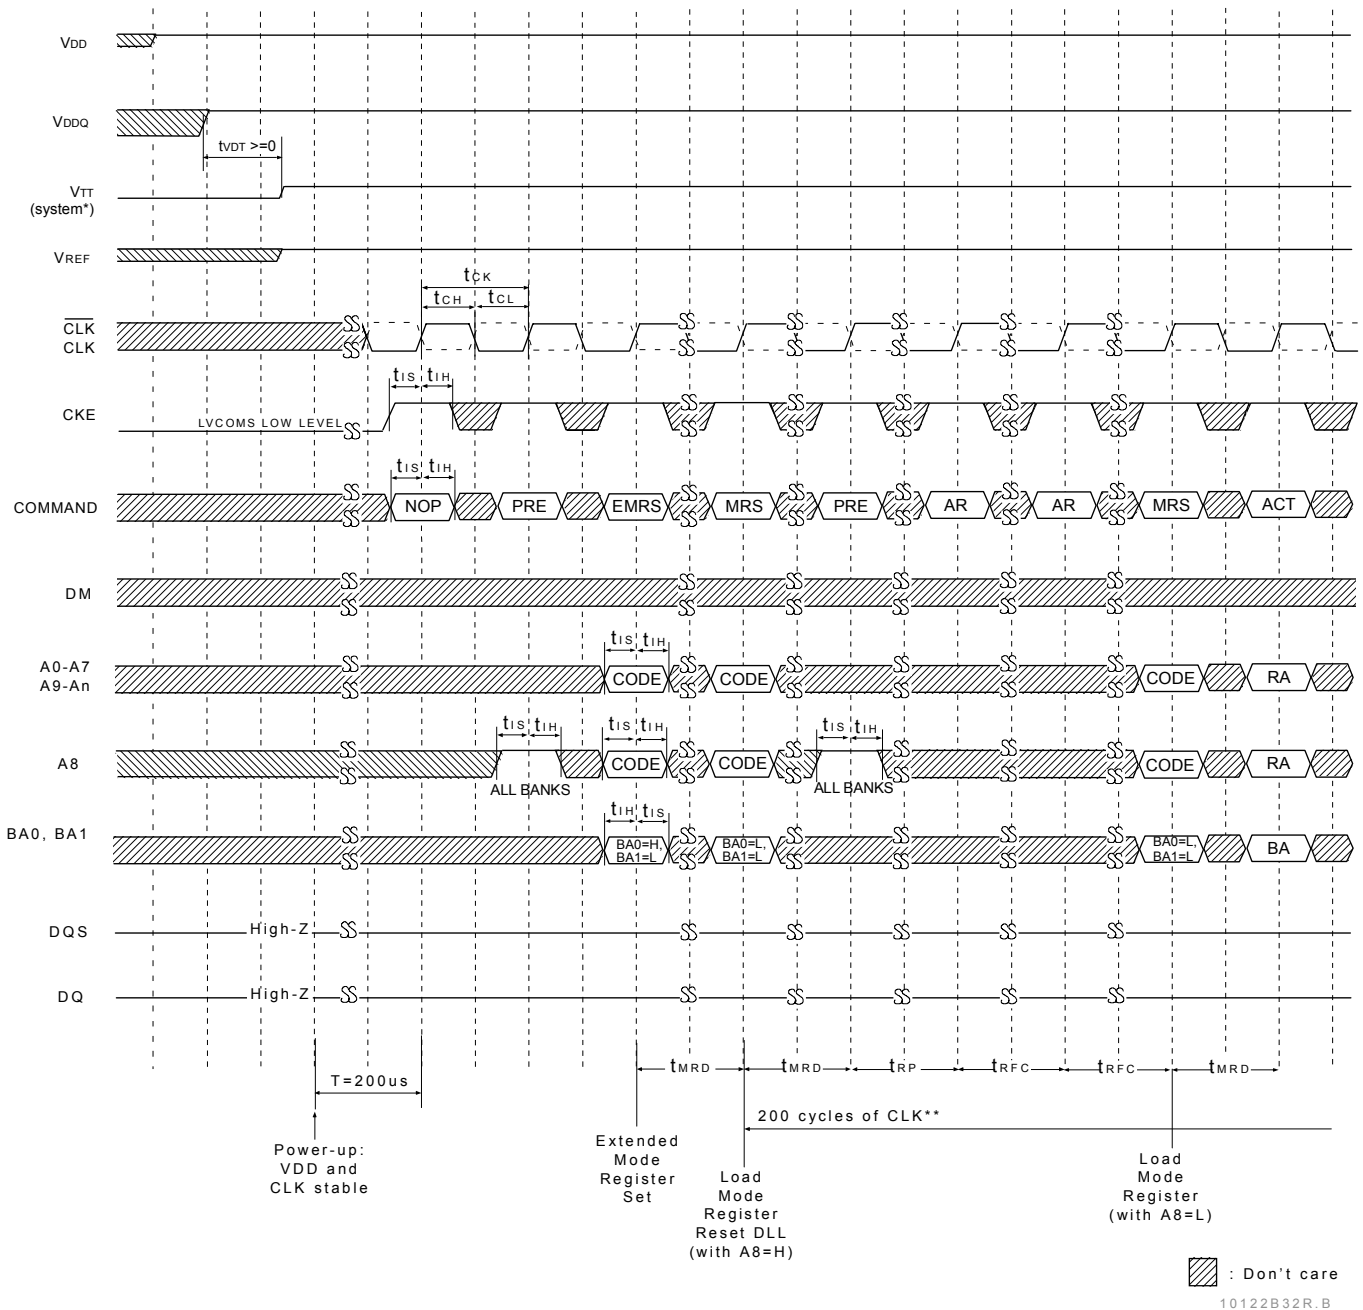 VDD
VDDQ
tVDT >=0
VTT
(system*)
VREF
tCK
tCH
tCL
CLK
CLK
tIS
tIH
CKE
LVCOMS LOW LEVEL
tIS
tIH
COMMAND
NOP
PRE
EMRS
MRS
PRE
AR
AR
MRS
ACT
DM
tIS
tIH
A0-A7
A9-An
CODE
CODE
CODE
RA
tIS
tIH
tIS
tIH
tIS
tIH
A8
CODE
CODE
CODE
RA
ALL BANKS
ALL BANKS
tIH
tIS
BA0, BA1
BA0=H,
BA1=L
BA0=L,
BA1=L
BA0=L,
BA1=L
BA
DQS
High-Z
DQ
High-Z
tMRD
tMRD
tRP
tRFC
tRFC
tMRD
T=200us
200 cycles of CLK**
Power-up:
VDD and
CLK stable
Extended
Mode
Register
Set
Load
Mode
Register
Reset DLL
(with A8=H)
Load
Mode
Register
(with A8=L)
: Don't care
10122B32R.B